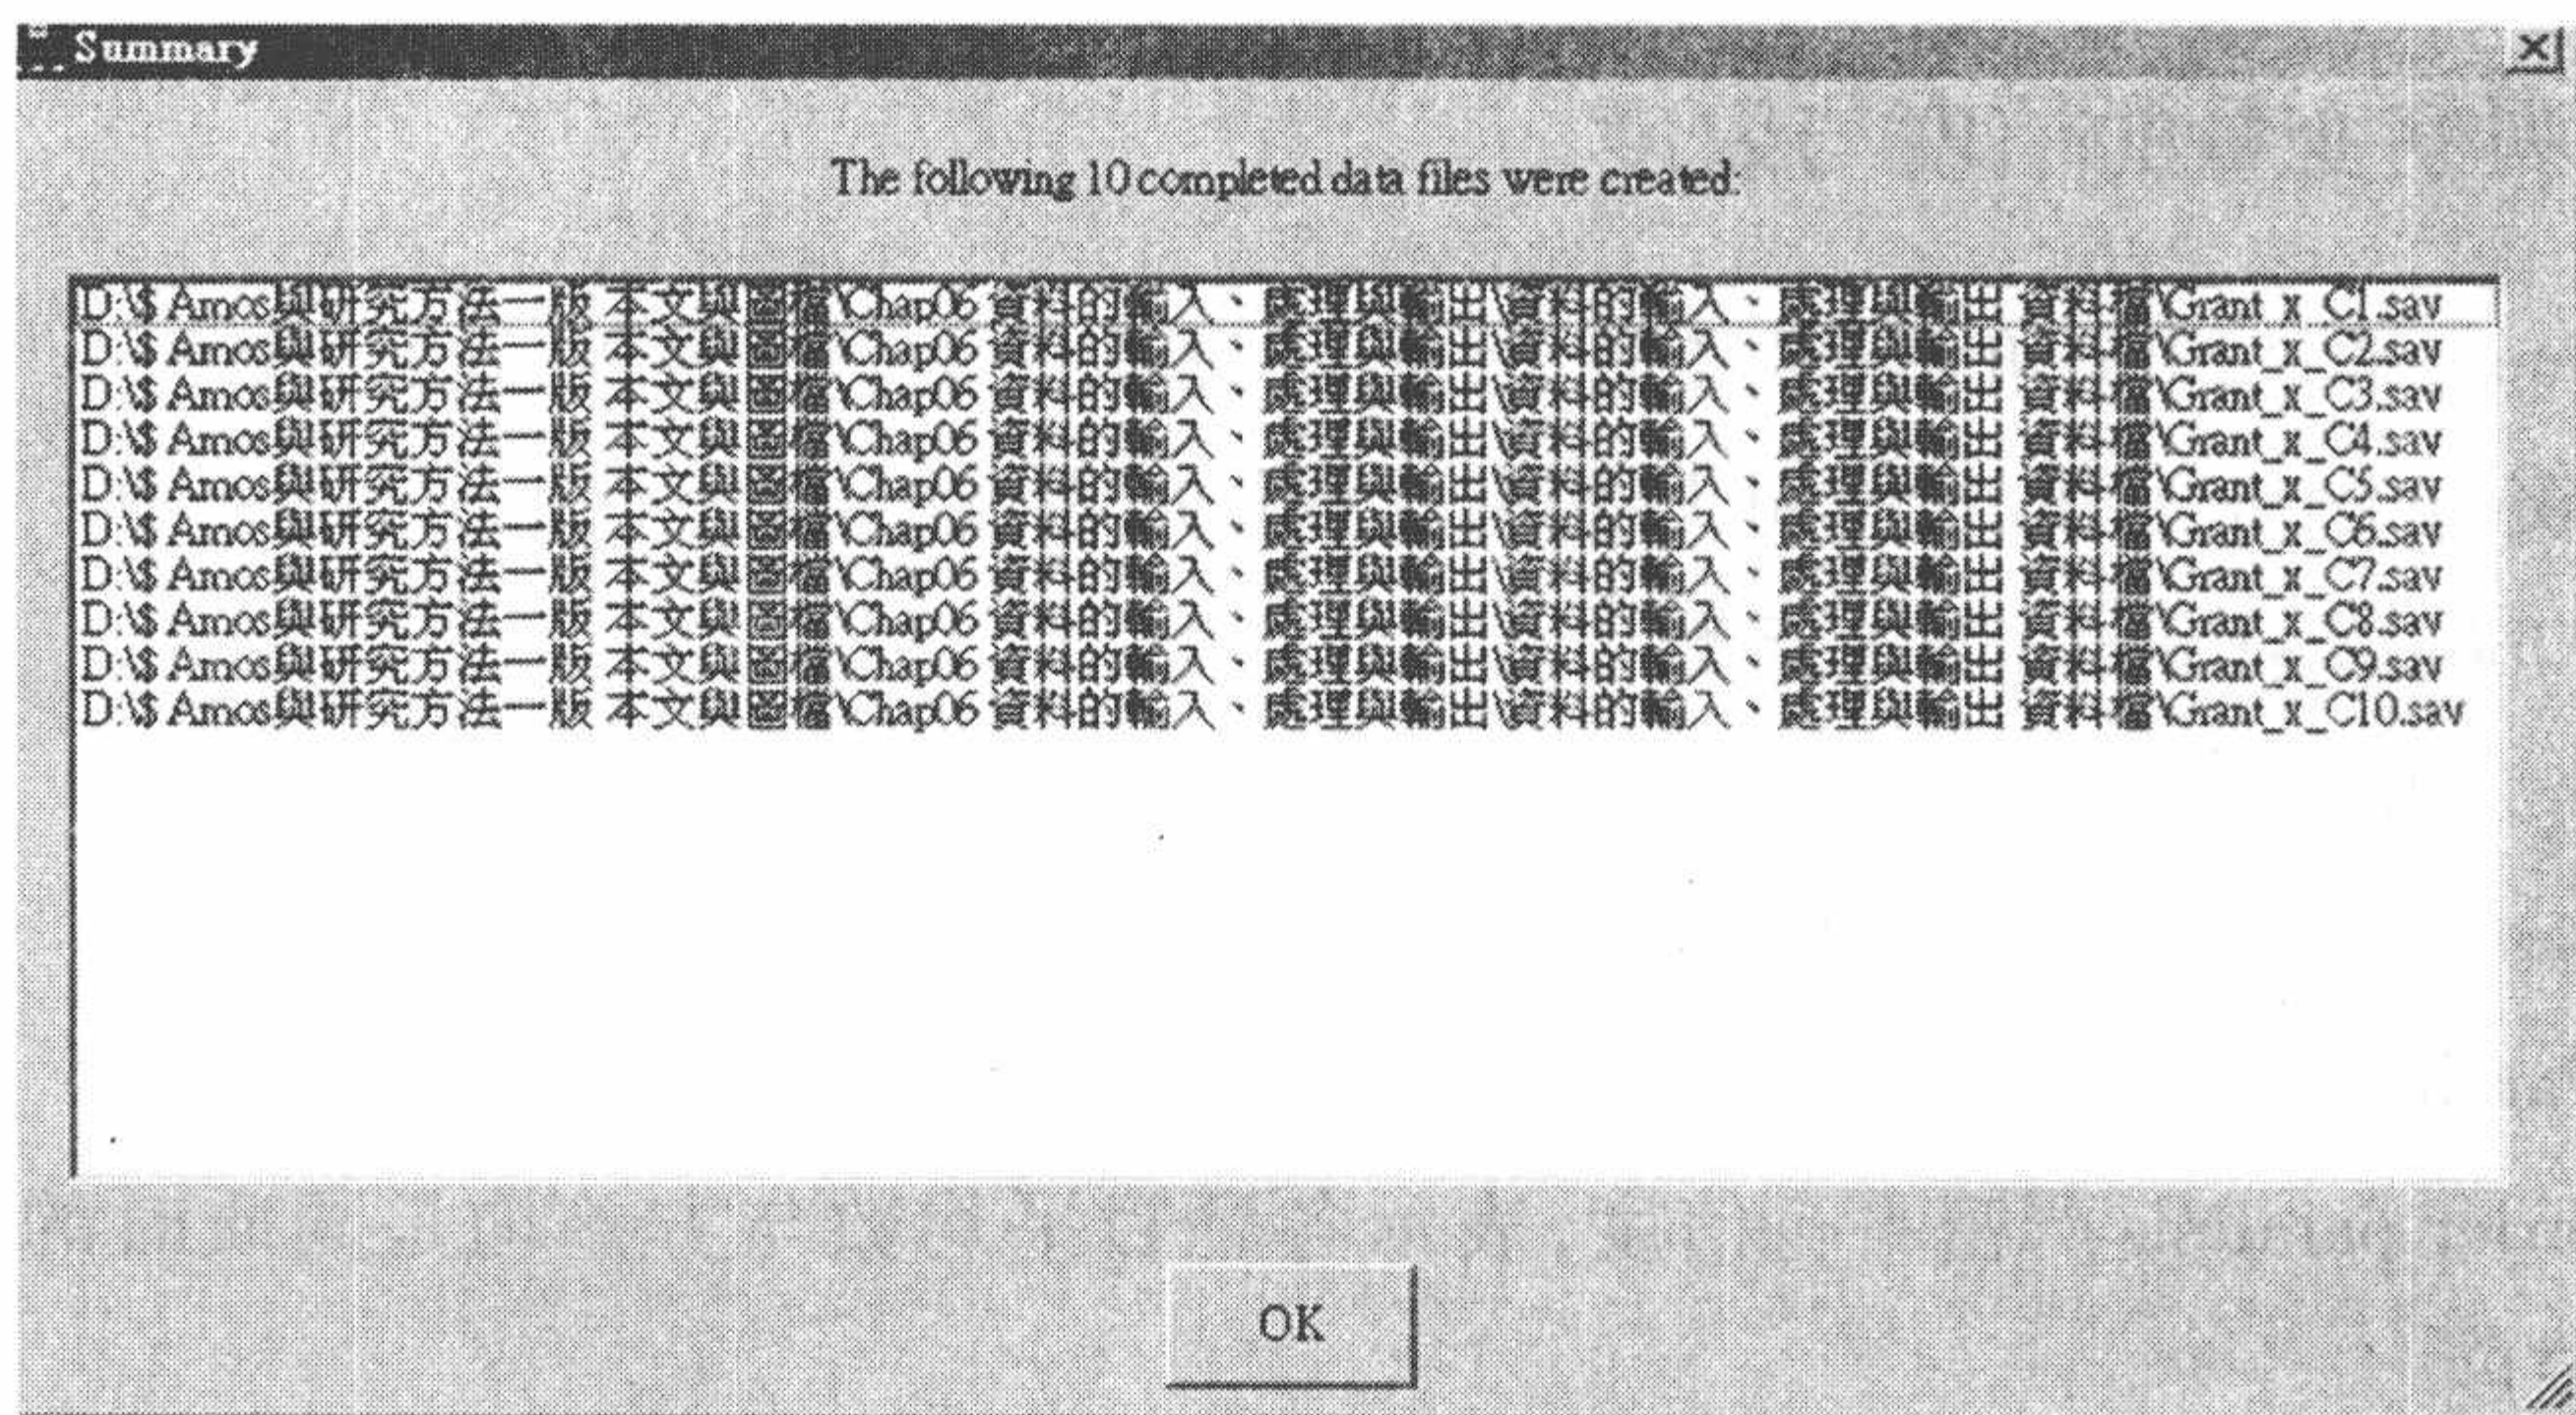 Summary
The following 10 completed data files were created:
D:\$ Amos與研究方法一版 本文與圖檔\Chap06 資料的輸入、處理與輸出\資料的輸入、處理與輸出 資料檔\Grant_x_C1.sav
D:\$ Amos與研究方法一版 本文與圖檔\Chap06 資料的輸入、處理與輸出\資料的輸入、處理與輸出 資料檔\Grant_x_C2.sav
D:\$ Amos與研究方法一版 本文與圖檔\Chap06 資料的輸入、處理與輸出\資料的輸入、處理與輸出 資料檔\Grant_x_C3.sav
D:\$ Amos與研究方法一版 本文與圖檔\Chap06 資料的輸入、處理與輸出\資料的輸入、處理與輸出 資料檔\Grant_x_C4.sav
D:\$ Amos與研究方法一版 本文與圖檔\Chap06 資料的輸入、處理與輸出\資料的輸入、處理與輸出 資料檔\Grant_x_C5.sav
D:\$ Amos與研究方法一版 本文與圖檔\Chap06 資料的輸入、處理與輸出\資料的輸入、處理與輸出 資料檔\Grant_x_C6.sav
D:\$ Amos與研究方法一版 本文與圖檔\Chap06 資料的輸入、處理與輸出\資料的輸入、處理與輸出 資料檔\Grant_x_C7.sav
D:\$ Amos與研究方法一版 本文與圖檔\Chap06 資料的輸入、處理與輸出\資料的輸入、處理與輸出 資料檔\Grant_x_C8.sav
D:\$ Amos與研究方法一版 本文與圖檔\Chap06 資料的輸入、處理與輸出\資料的輸入、處理與輸出 資料檔\Grant_x_C9.sav
D:\$ Amos與研究方法一版 本文與圖檔\Chap06 資料的輸入、處理與輸出\資料的輸入、處理與輸出 資料檔\Grant_x_C10.sav
OK